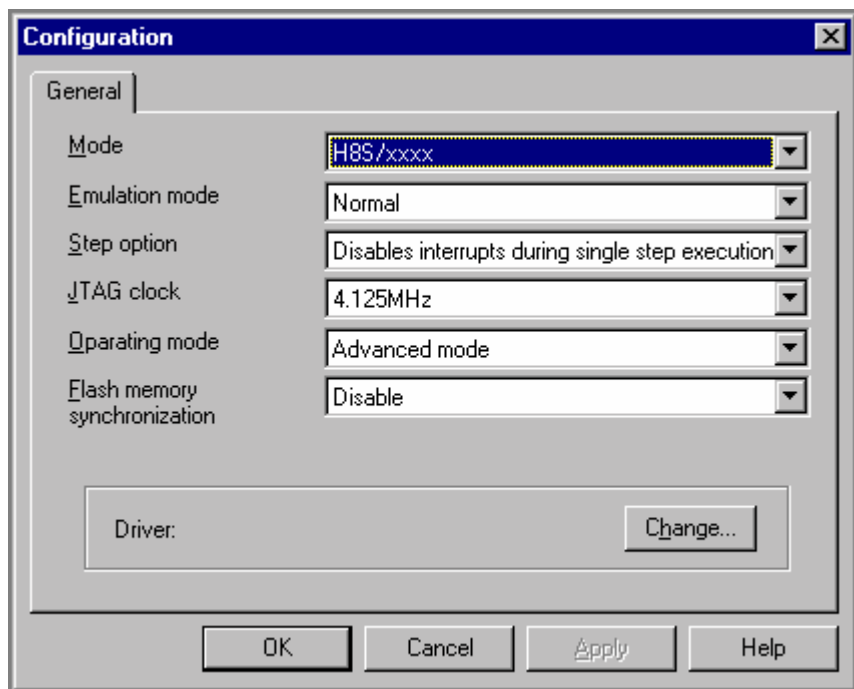 Configuration
General
Mode
H8S/xxxx
Emulation mode
Normal
Step option
Disables interrupts during single step execution
JTAG clock
4.125MHz
Oparating mode
Advanced mode
Flash memory
synchronization
Disable
Driver:
Change...
OK
Cancel
Apply
Help